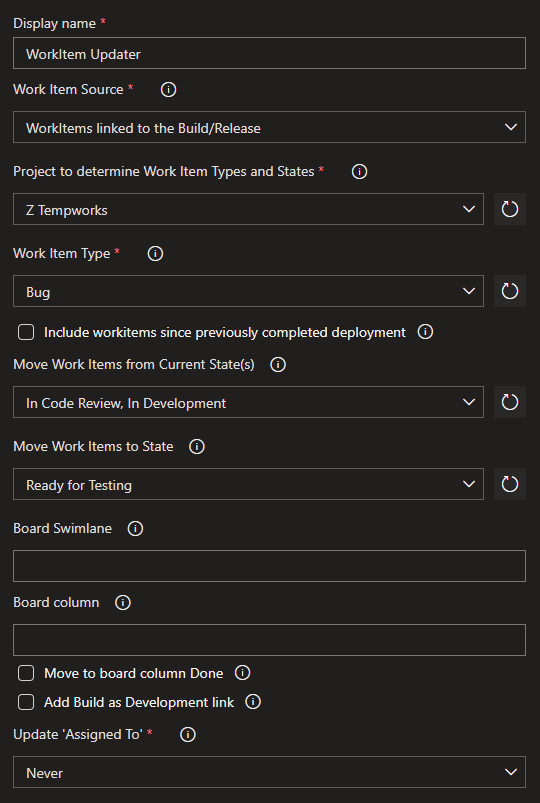 Display name *
WorkItem Updater
Work Item Source *
WorkItems linked to the Build/Release
Project to determine Work Item Types and States *
Z Tempworks
Work Item Type *
Bug
Include workitems since previously completed deployment
Move Work Items from Current State(s)
In Code Review, In Development
Move Work Items to State
Ready for Testing
Board Swimlane
Board column
Move to board column Done
Add Build as Development link
Update 'Assigned To' *
Never